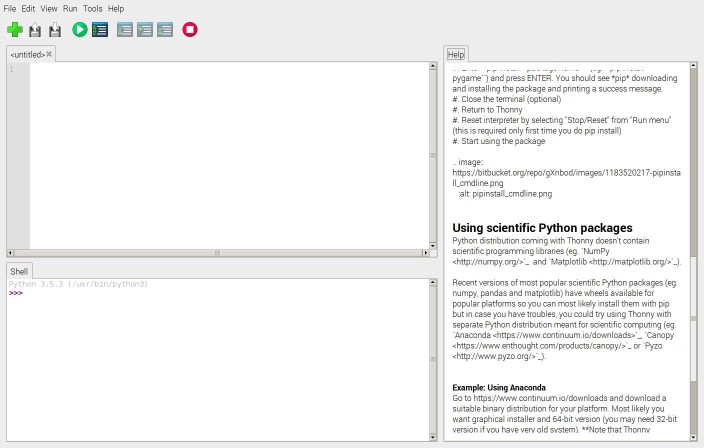 File Edit View Run Tools Help
<untitled>
1
Shell
Python 3.5.3 (/usr/bin/python3)
>>>
Help
pygame``) and press ENTER. You should see *pip* downloading
and installing the package and printing a success message.
#. Close the terminal (optional)
#. Return to Thonny
#. Reset interpreter by selecting "Stop/Reset" from "Run menu"
(this is required only first time you do pip install)
#. Start using the package
.. image:
https://bitbucket.org/repo/gXnbod/images/1183520217-pipinsta
ll_cmdline.png
:alt: pipinstall_cmdline.png
Using scientific Python packages
Python distribution coming with Thonny doesn't contain
scientific programming libraries (eg. `NumPy
<http://numpy.org/>`_ and `Matplotlib <http://matplotlib.org/>`_).
Recent versions of most popular scientific Python packages (eg.
numpy, pandas and matplotlib) have wheels available for
popular platforms so you can most likely install them with pip
but in case you have troubles, you could try using Thonny with
separate Python distribution meant for scientific computing (eg.
`Anaconda <https://www.continuum.io/downloads>`_, `Canopy
<https://www.enthought.com/products/canopy/>`_ or `Pyzo
<http://www.pyzo.org/>`_).
Example: Using Anaconda
Go to https://www.continuum.io/downloads and download a
suitable binary distribution for your platform. Most likely you
want graphical installer and 64-bit version (you may need 32-bit
version if you have very old system). **Note that Thonny